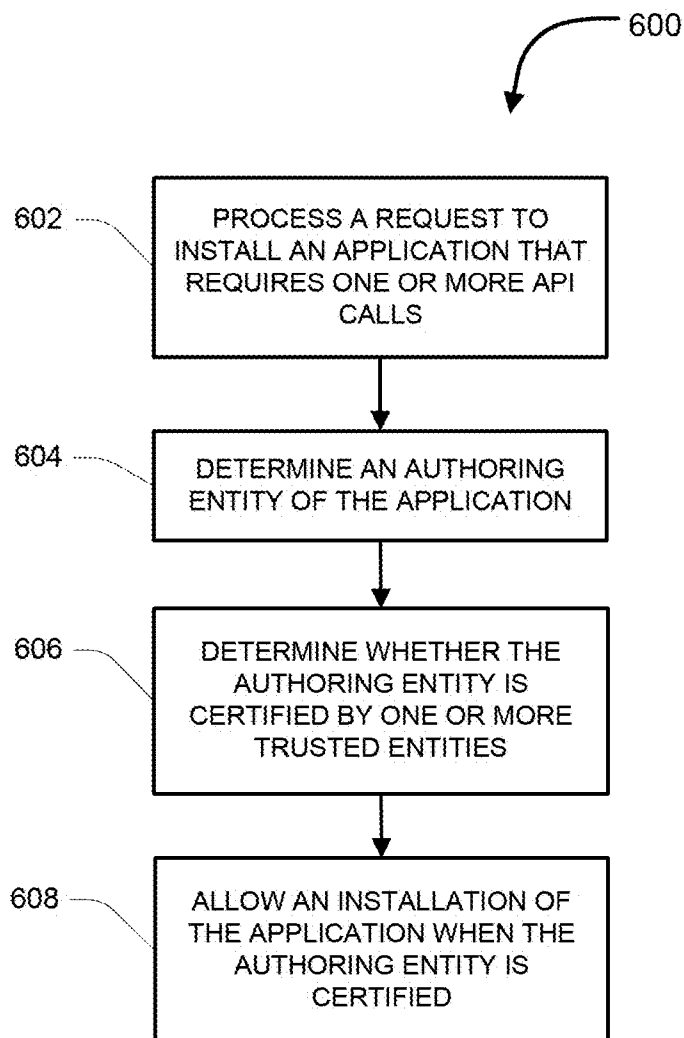 600
602
PROCESS A REQUEST TO
INSTALL AN APPLICATION THAT
REQUIRES ONE OR MORE API
CALLS
604
DETERMINE AN AUTHORING
ENTITY OF THE APPLICATION
606
DETERMINE WHETHER THE
AUTHORING ENTITY IS
CERTIFIED BY ONE OR MORE
TRUSTED ENTITIES
608
ALLOW AN INSTALLATION OF
THE APPLICATION WHEN THE
AUTHORING ENTITY IS
CERTIFIED